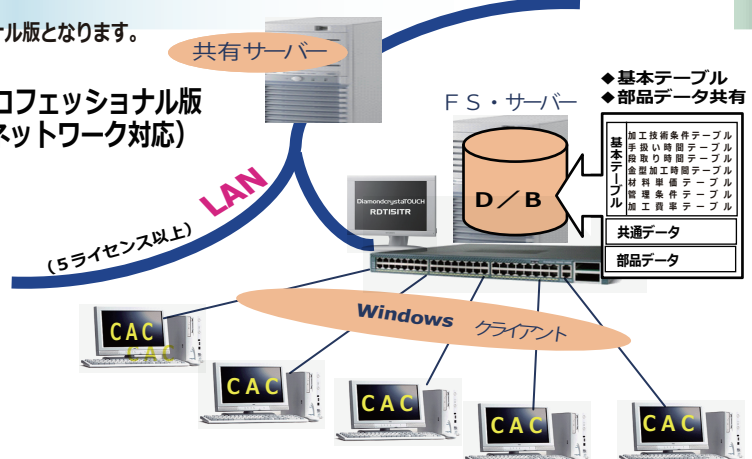 ナル版となります。
共有サーバー
ロフェッショナル版
ネットワーク対応）
LAN
（５ライセンス以上）
ＦＳ・サーバー
◆基本テーブル
◆部品データ共有
D／B
基本テーブル
加工技術条件テーブル
手扱い時間テーブル
段取り時間テーブル
金型加工時間テーブル
材料単価テーブル
管理条件テーブル
加工費率テーブル
共通データ
部品データ
DiamondcrystaTOUCH
RDT151TR
Windows クライアント
CAC
CAC
CAC
CAC
CAC
CAC